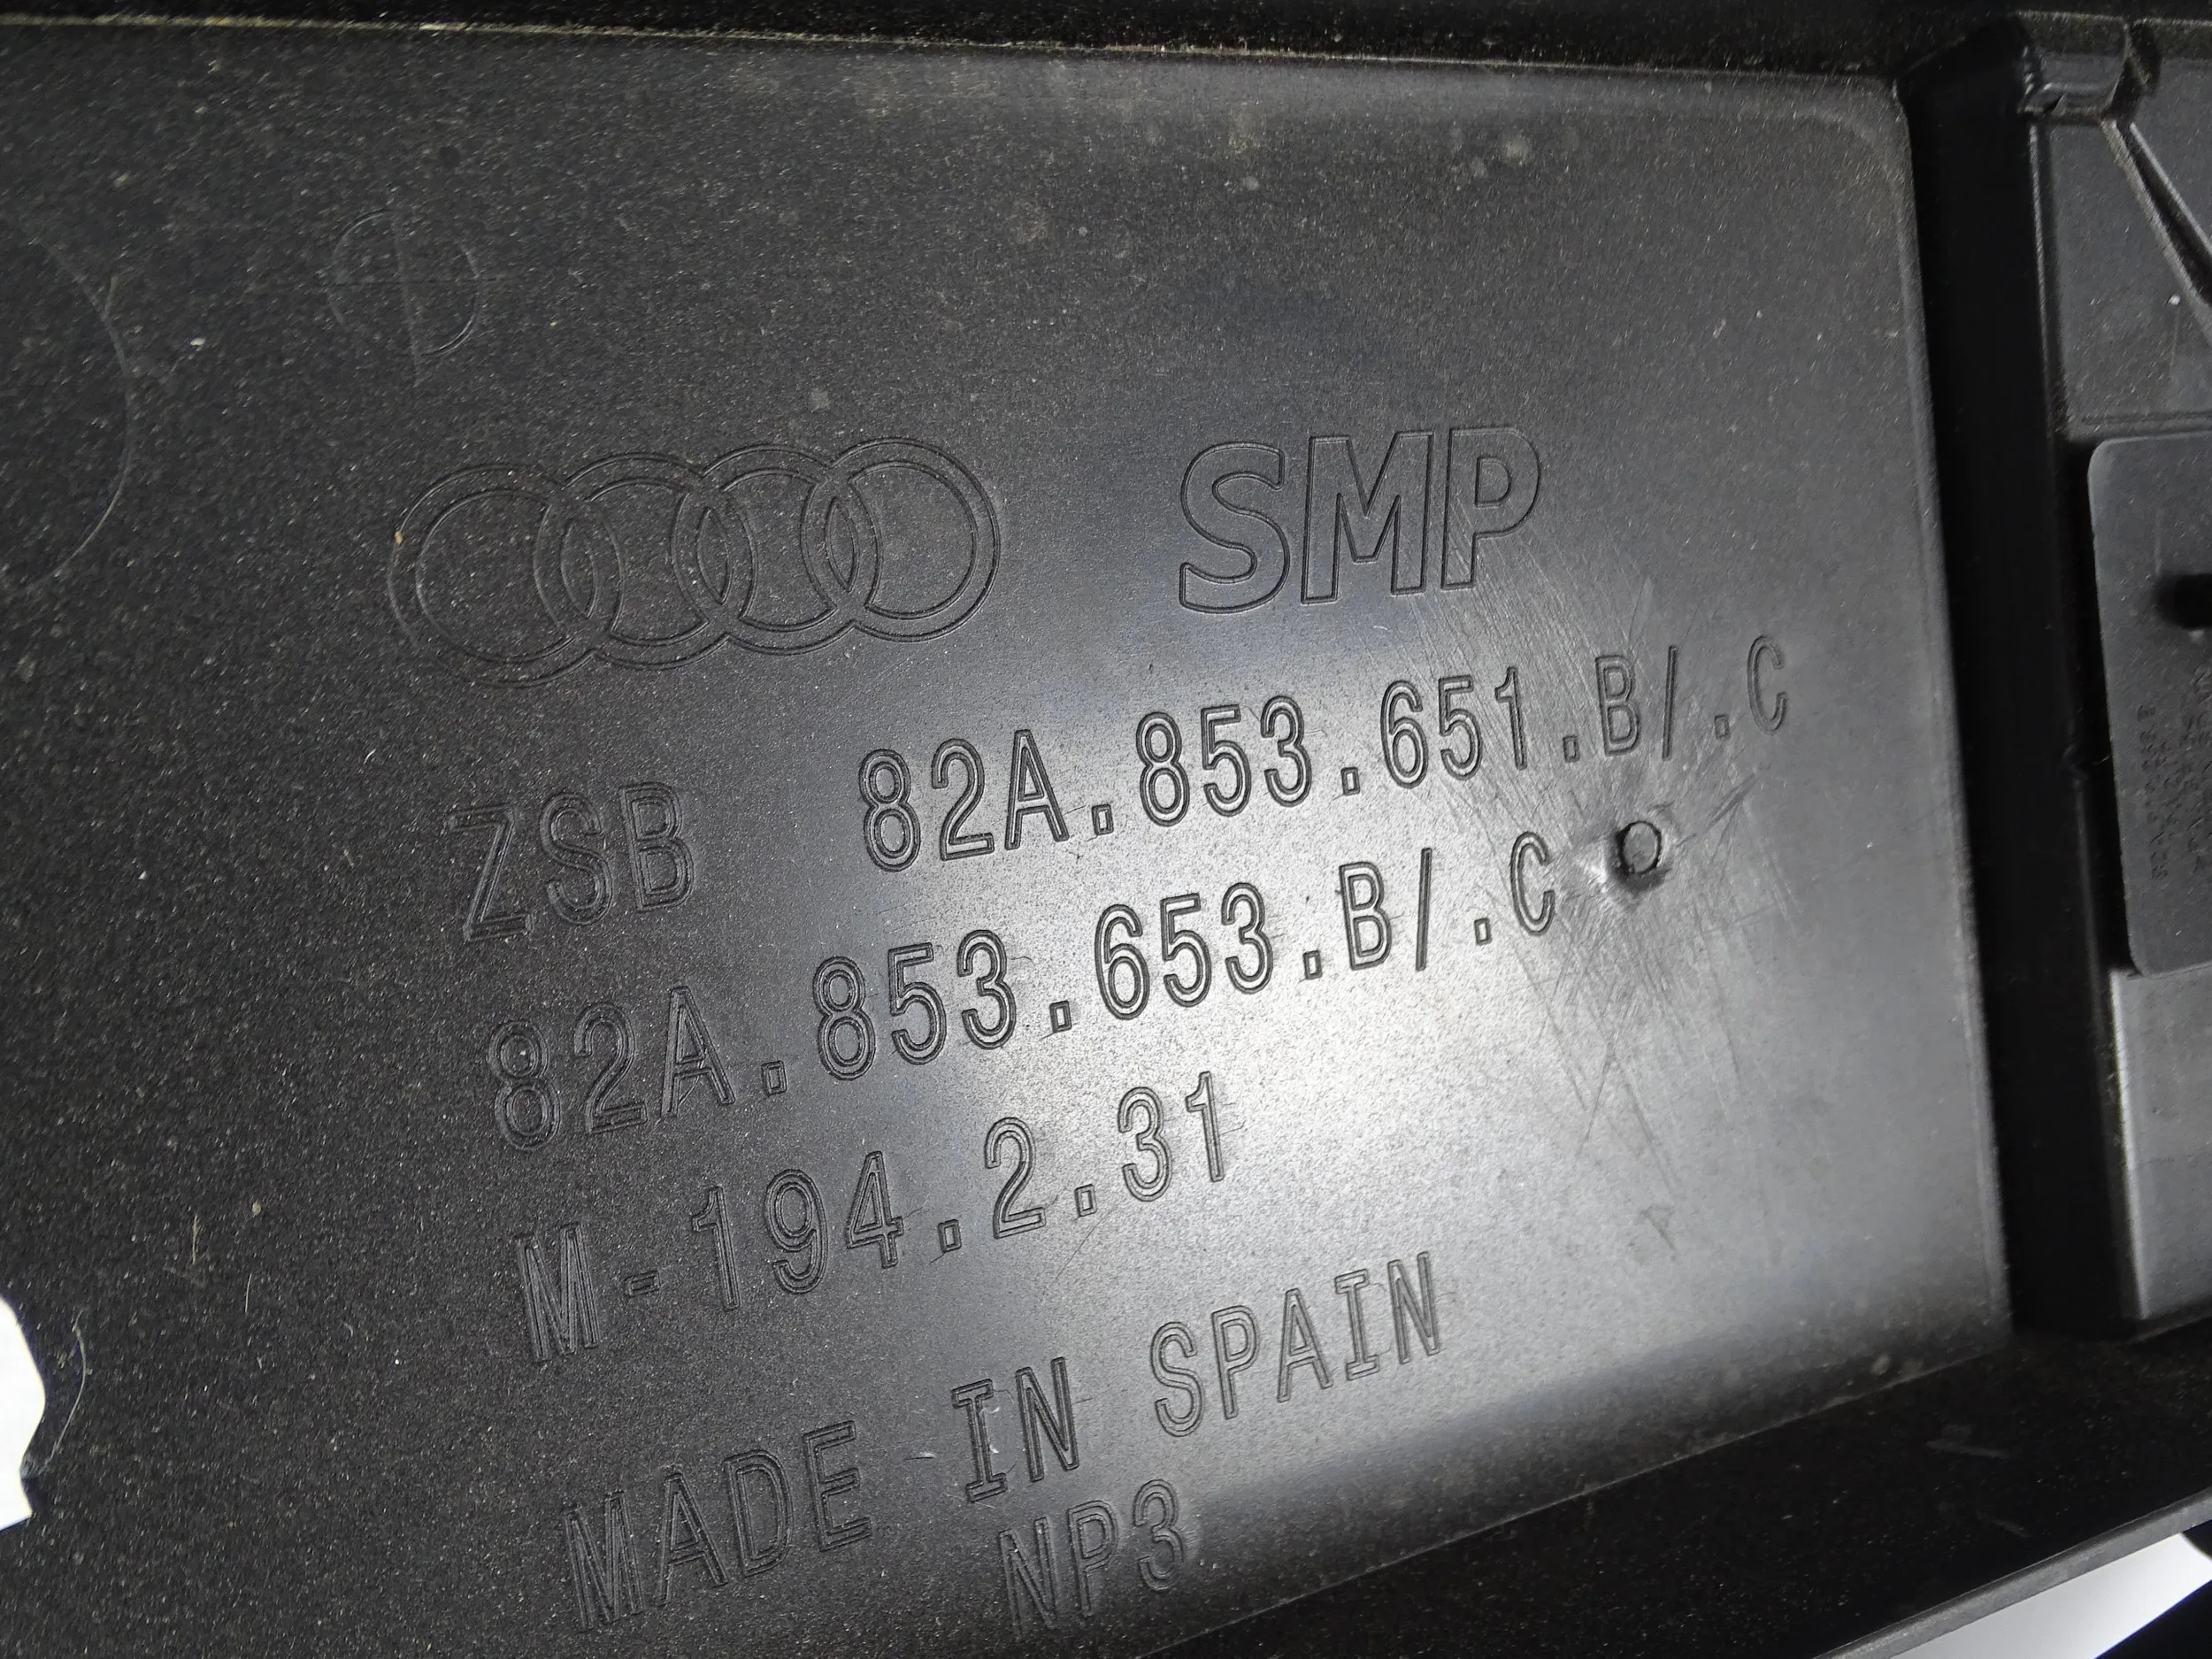 SMP
ZSB 82A.853.651.B/.C
82A.853.653.B/.C
M-194.2.31
MADE IN SPAIN
NP3